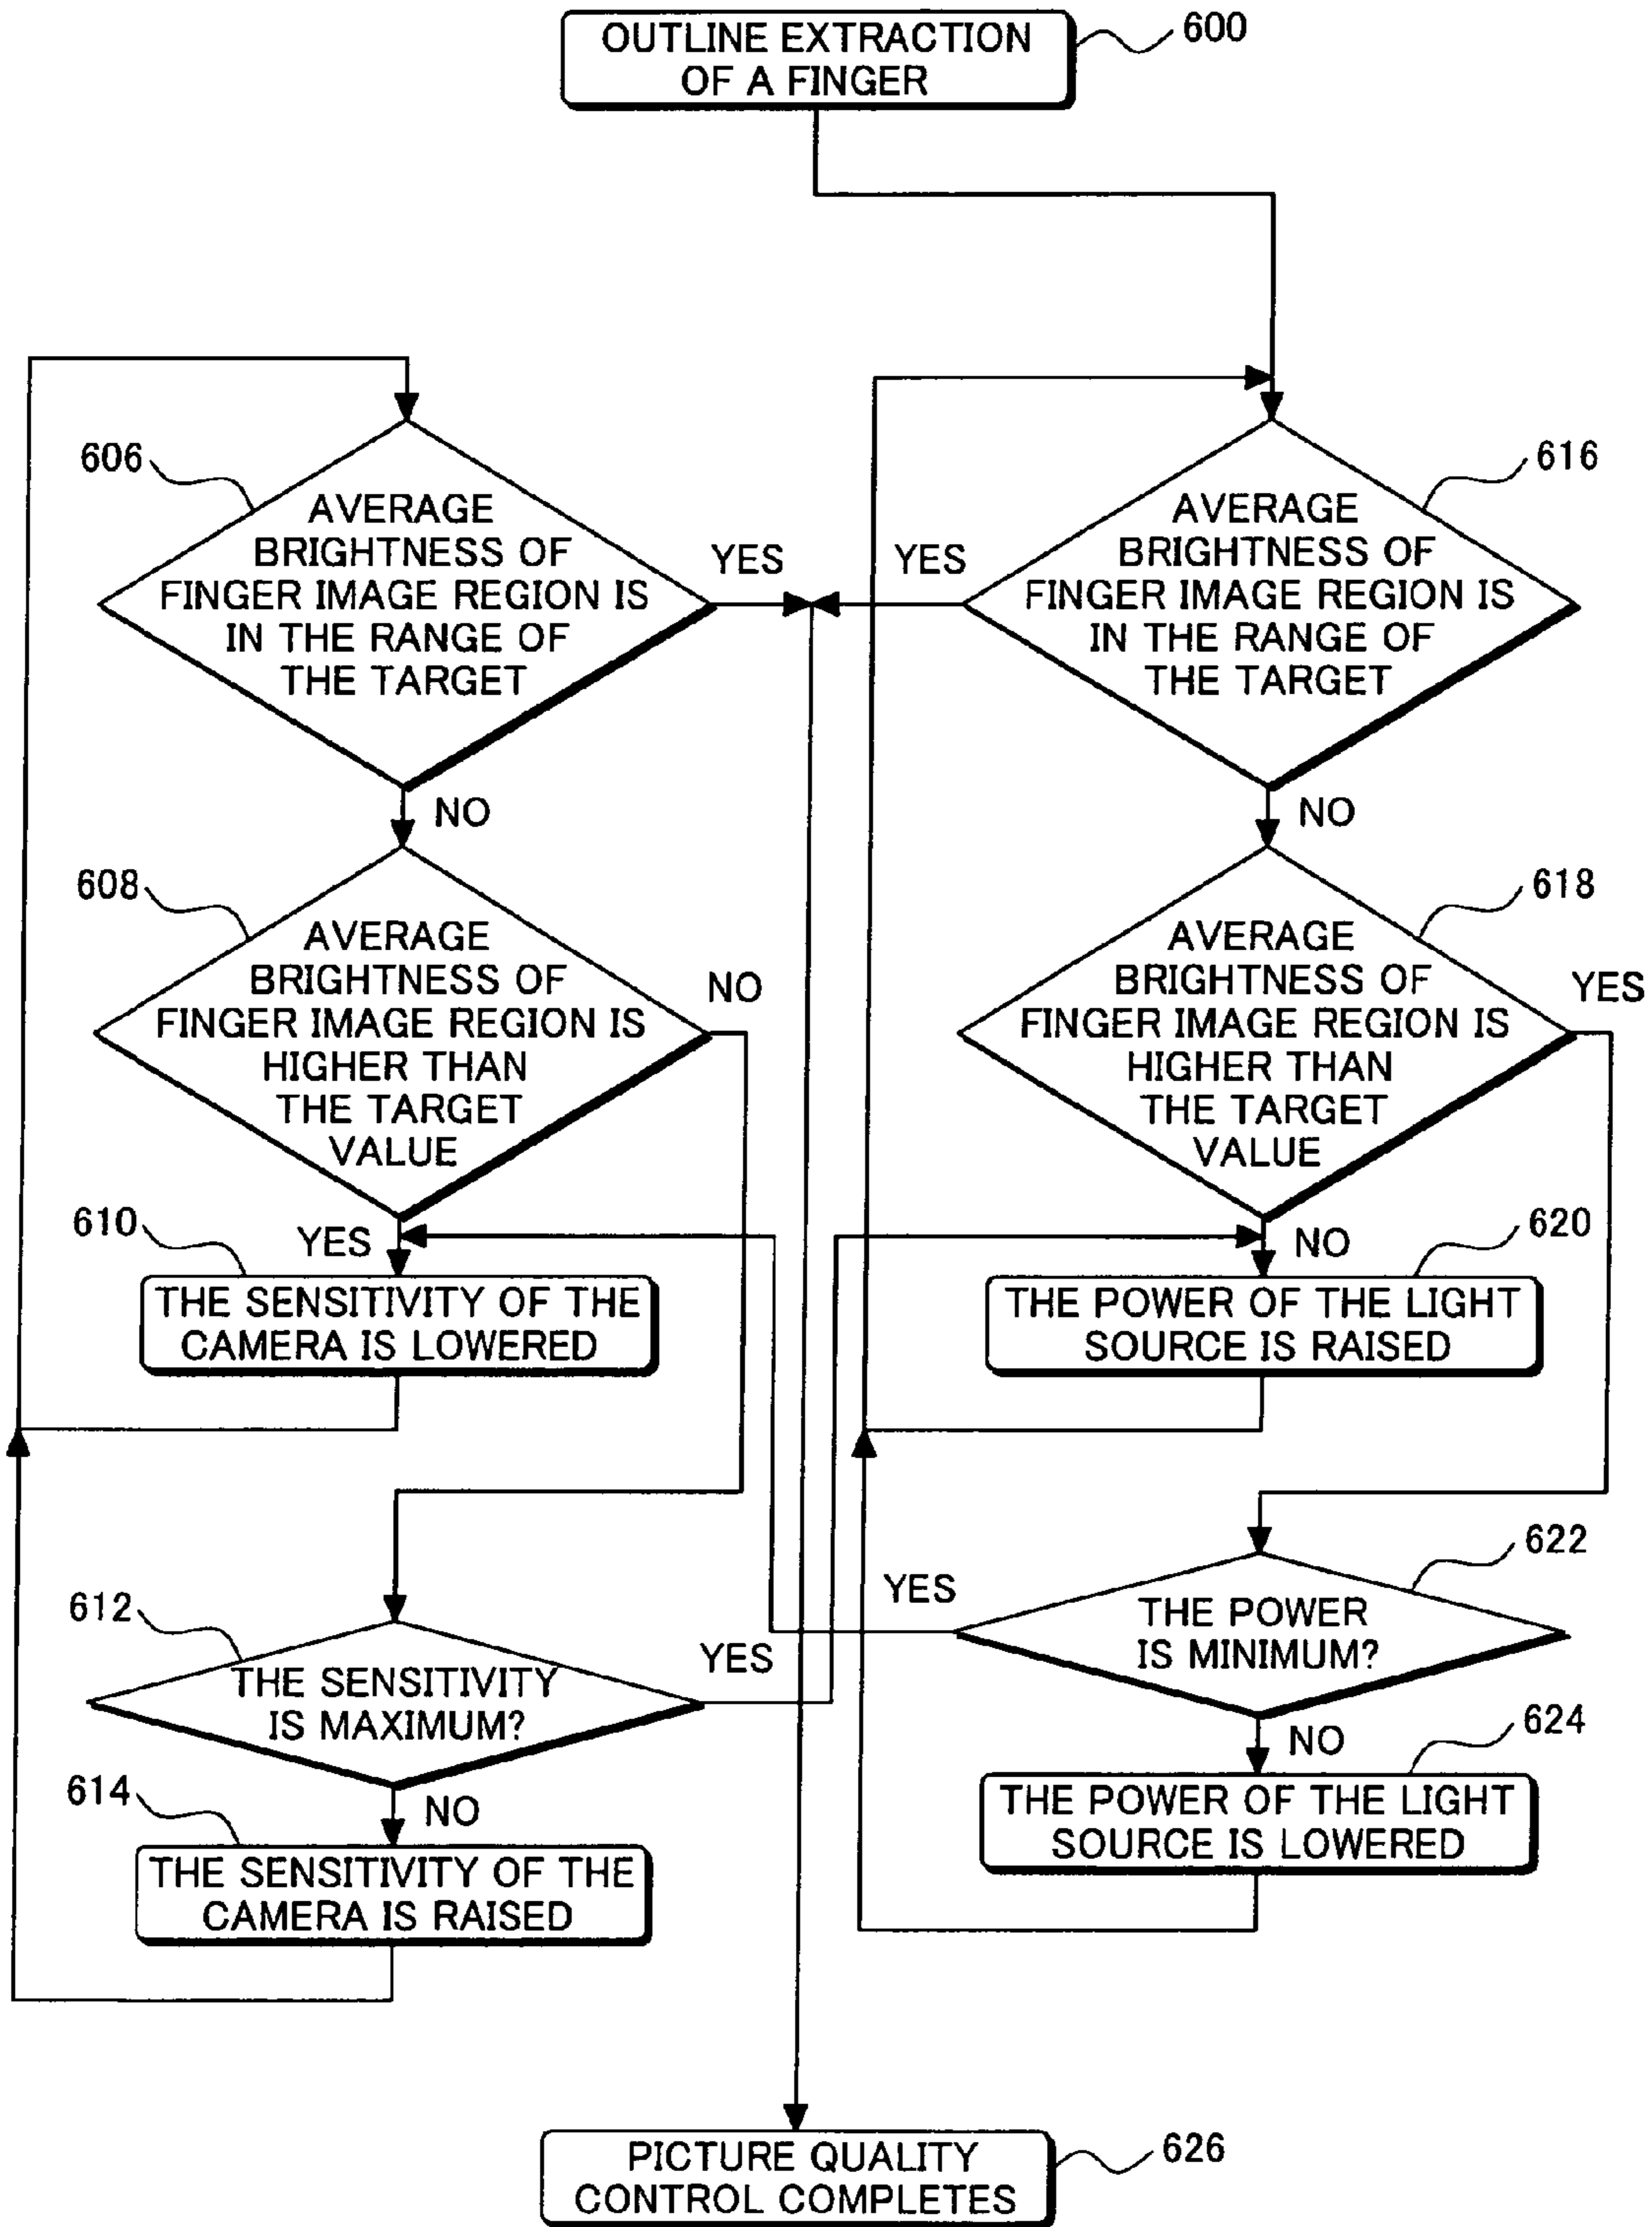 OUTLINE EXTRACTION
OF A FINGER
600
606
AVERAGE
BRIGHTNESS OF
FINGER IMAGE REGION IS
IN THE RANGE OF
THE TARGET
YES
NO
616
AVERAGE
BRIGHTNESS OF
FINGER IMAGE REGION IS
IN THE RANGE OF
THE TARGET
YES
NO
608
AVERAGE
BRIGHTNESS OF
FINGER IMAGE REGION IS
HIGHER THAN
THE TARGET
VALUE
NO
YES
618
AVERAGE
BRIGHTNESS OF
FINGER IMAGE REGION IS
HIGHER THAN
THE TARGET
VALUE
YES
NO
610
THE SENSITIVITY OF THE
CAMERA IS LOWERED
620
THE POWER OF THE LIGHT
SOURCE IS RAISED
612
THE SENSITIVITY
IS MAXIMUM?
YES
NO
622
THE POWER
IS MINIMUM?
YES
NO
614
THE SENSITIVITY OF THE
CAMERA IS RAISED
624
THE POWER OF THE LIGHT
SOURCE IS LOWERED
PICTURE QUALITY
CONTROL COMPLETES
626